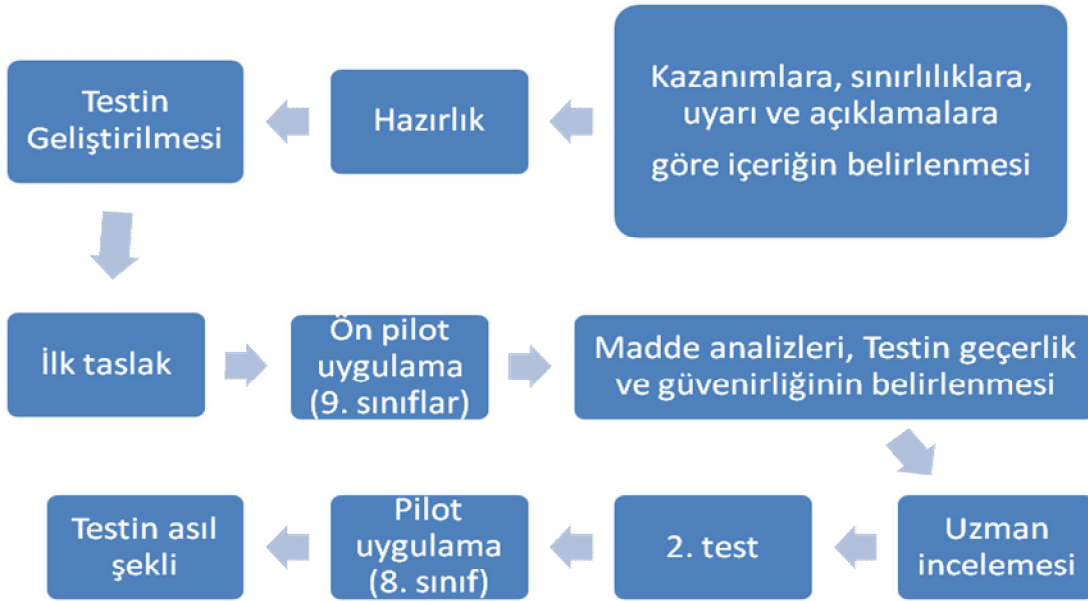 Kazanımlara, sınırlılıklara,
uyarı ve açıklamalara
göre içeriğin belirlenmesi
Hazırlık
Testin
Geliştirilmesi
İlk taslak
Ön pilot
uygulama
(9. sınıflar)
Madde analizleri, Testin geçerlik
ve güvenirliğinin belirlenmesi
Uzman
incelemesi
2. test
Pilot
uygulama
(8. sınıf)
Testin asıl
şekli